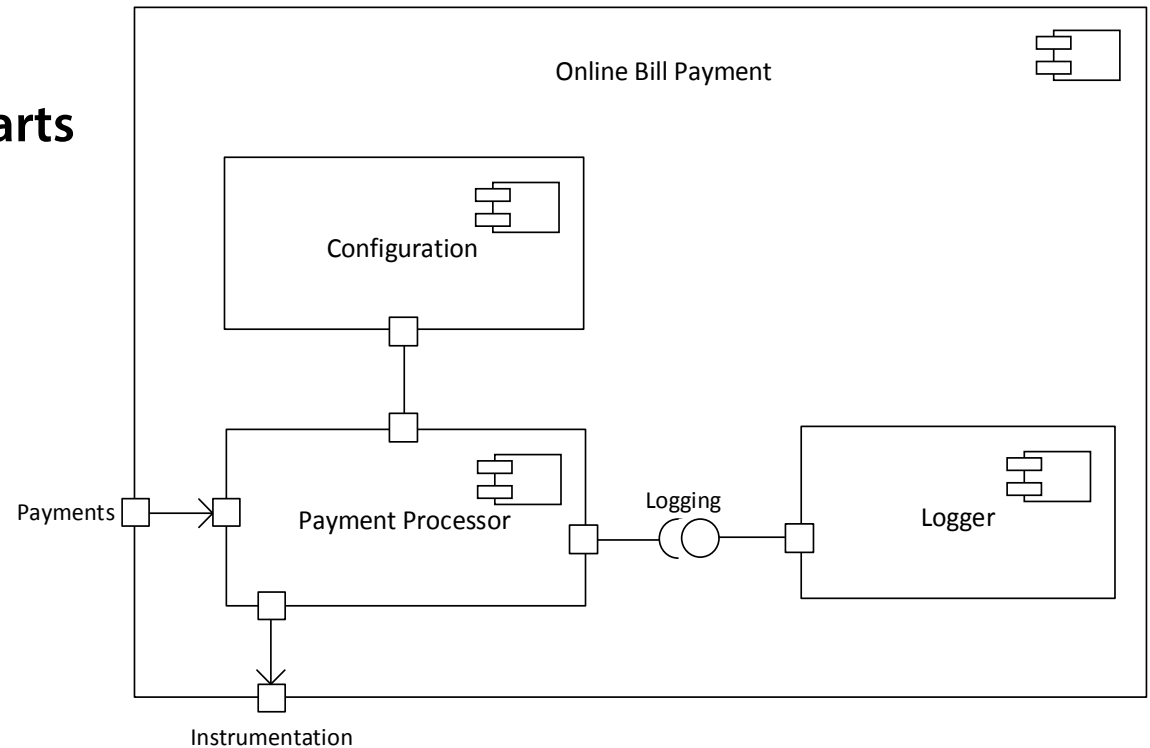 Online Bill Payment
arts
Configuration
Payments
Payment Processor
Logging
Logger
Instrumentation